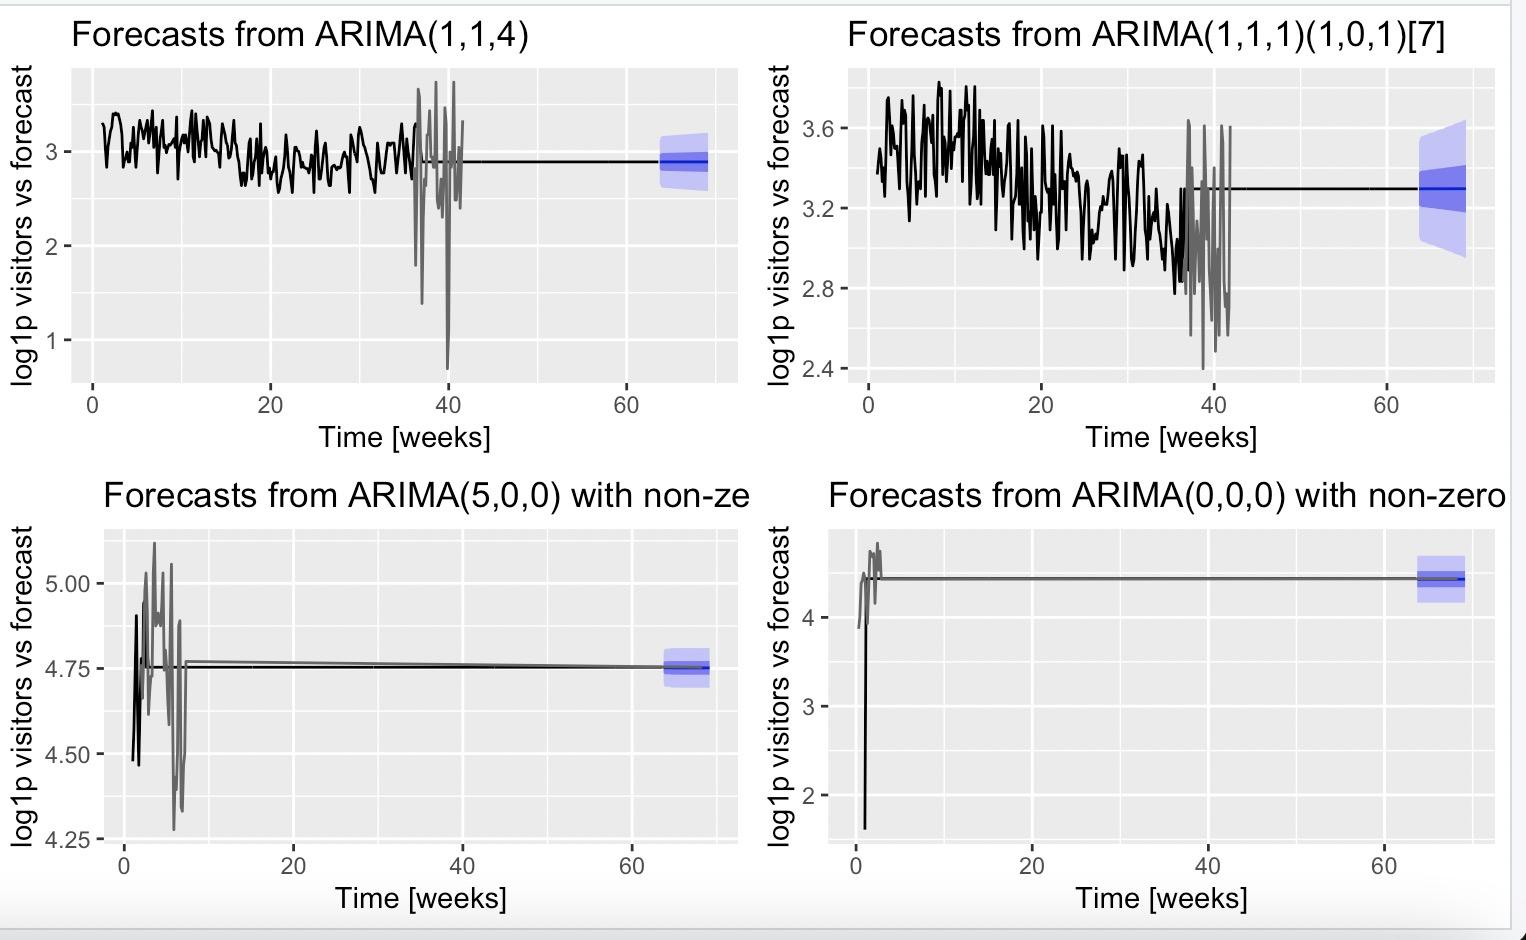 Forecasts from ARIMA(1,1,4)
log1p visitors vs forecast
3
2
1
0 20 40 60
Time [weeks]
Forecasts from ARIMA(1,1,1)(1,0,1)[7]
log1p visitors vs forecast
3.6
3.2
2.8
2.4
0 20 40 60
Time [weeks]
Forecasts from ARIMA(5,0,0) with non-ze
log1p visitors vs forecast
5.00
4.75
4.50
4.25
0 20 40 60
Time [weeks]
Forecasts from ARIMA(0,0,0) with non-zero
log1p visitors vs forecast
4
3
2
0 20 40 60
Time [weeks]